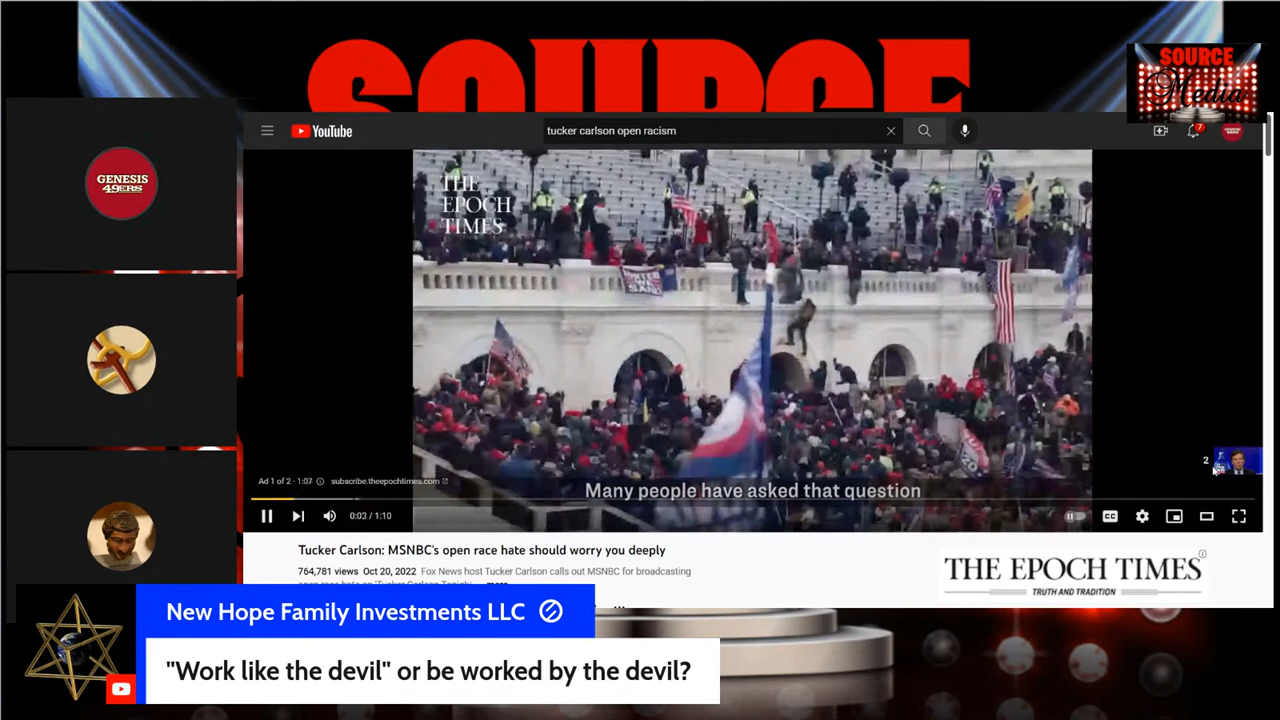 SOURCE
SOURCE
Media
GENESIS
49ERS
YouTube
tucker carlson open racism
7
THE
EPOCH
TIMES
Ad 1 of 2 · 1:07
subscribe.theepochtimes.com
Many people have asked that question
2
0:03 / 1:10
CC
Tucker Carlson: MSNBC's open race hate should worry you deeply
764,781 views Oct 20, 2022 Fox News host Tucker Carlson calls out MSNBC for broadcasting
THE EPOCH TIMES
TRUTH AND TRADITION
New Hope Family Investments LLC
"Work like the devil" or be worked by the devil?